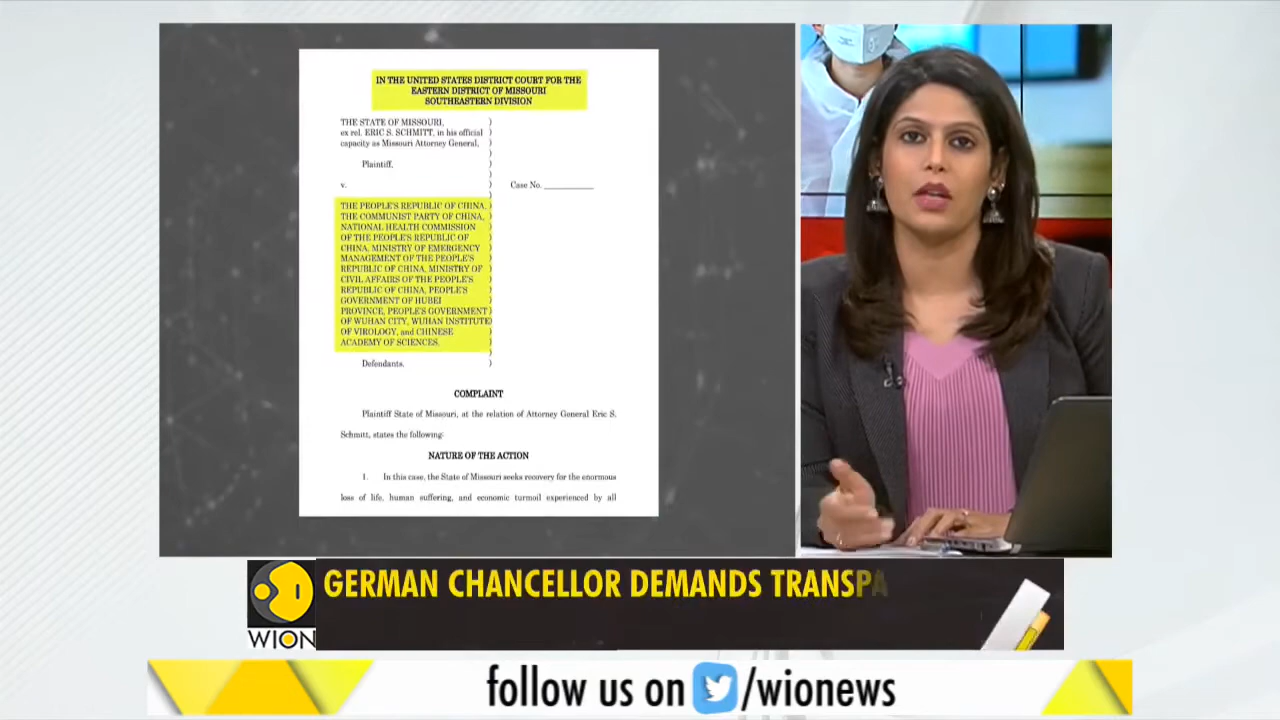 IN THE UNITED STATES DISTRICT COURT FOR THE
EASTERN DISTRICT OF MISSOURI
SOUTHEASTERN DIVISION
THE STATE OF MISSOURI,
ex rel. ERIC S. SCHMITT, in his official
capacity as Missouri Attorney General,
Plaintiff,
v.
Case No. ___________
THE PEOPLE'S REPUBLIC OF CHINA,
THE COMMUNIST PARTY OF CHINA,
NATIONAL HEALTH COMMISSION
OF THE PEOPLE'S REPUBLIC OF
CHINA, MINISTRY OF EMERGENCY
MANAGEMENT OF THE PEOPLE'S
REPUBLIC OF CHINA, MINISTRY OF
CIVIL AFFAIRS OF THE PEOPLE'S
REPUBLIC OF CHINA, PEOPLE'S
GOVERNMENT OF HUBEI
PROVINCE, PEOPLE'S GOVERNMENT
OF WUHAN CITY, WUHAN INSTITUTE
OF VIROLOGY, and CHINESE
ACADEMY OF SCIENCES,
Defendants.
COMPLAINT
Plaintiff State of Missouri, at the relation of Attorney General Eric S.
Schmitt, states the following:
NATURE OF THE ACTION
1. In this case, the State of Missouri seeks recovery for the enormous
loss of life, human suffering, and economic turmoil experienced by all
GERMAN CHANCELLOR DEMANDS TRANSPA
WION
follow us on /wionews